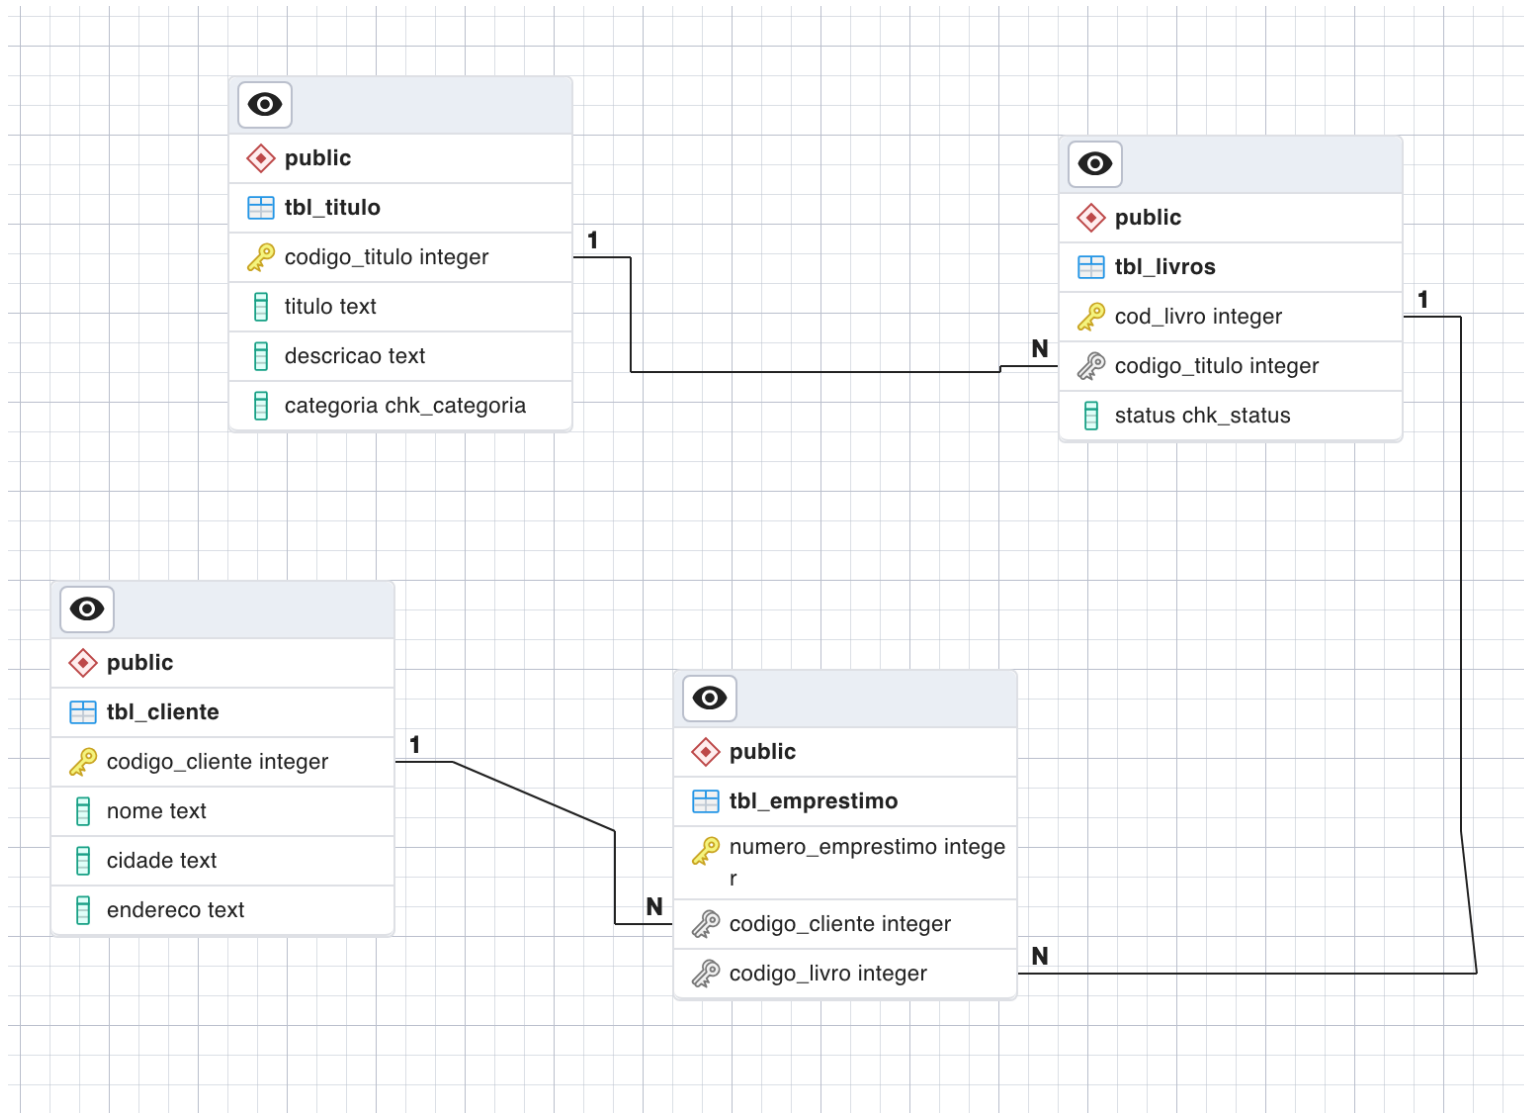 public
tbl_titulo
codigo_titulo integer
titulo text
descricao text
categoria chk_categoria
1
N
public
tbl_livros
cod_livro integer
codigo_titulo integer
status chk_status
1
public
tbl_cliente
codigo_cliente integer
nome text
cidade text
endereco text
1
N
public
tbl_emprestimo
numero_emprestimo intege
r
codigo_cliente integer
codigo_livro integer
N